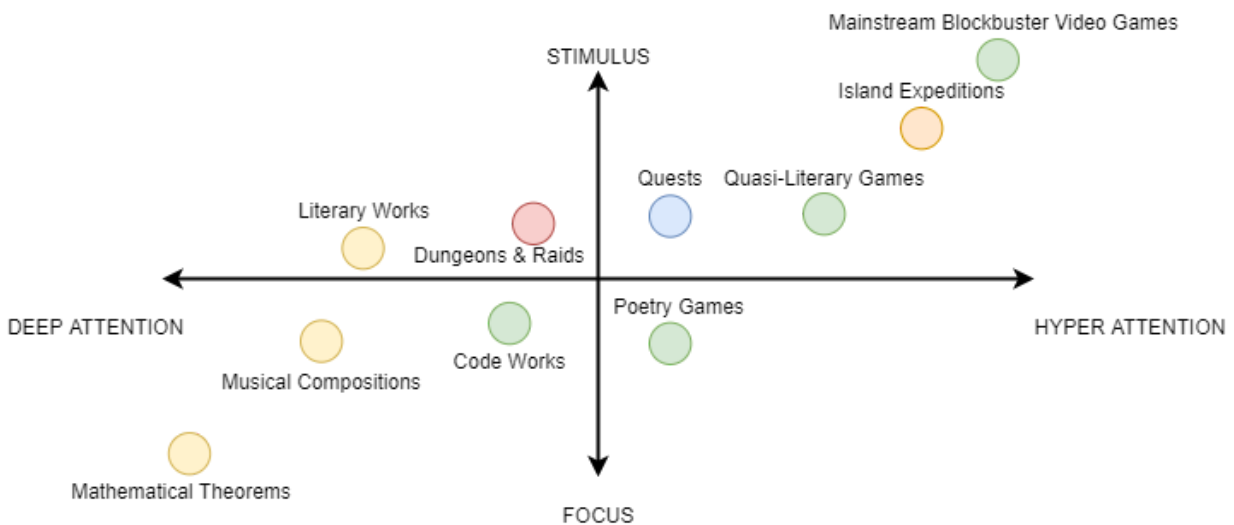 Mainstream Blockbuster Video Games
STIMULUS
Island Expeditions
Quests
Quasi-Literary Games
Literary Works
Dungeons & Raids
Poetry Games
DEEP ATTENTION
HYPER ATTENTION
Code Works
Musical Compositions
Mathematical Theorems
FOCUS